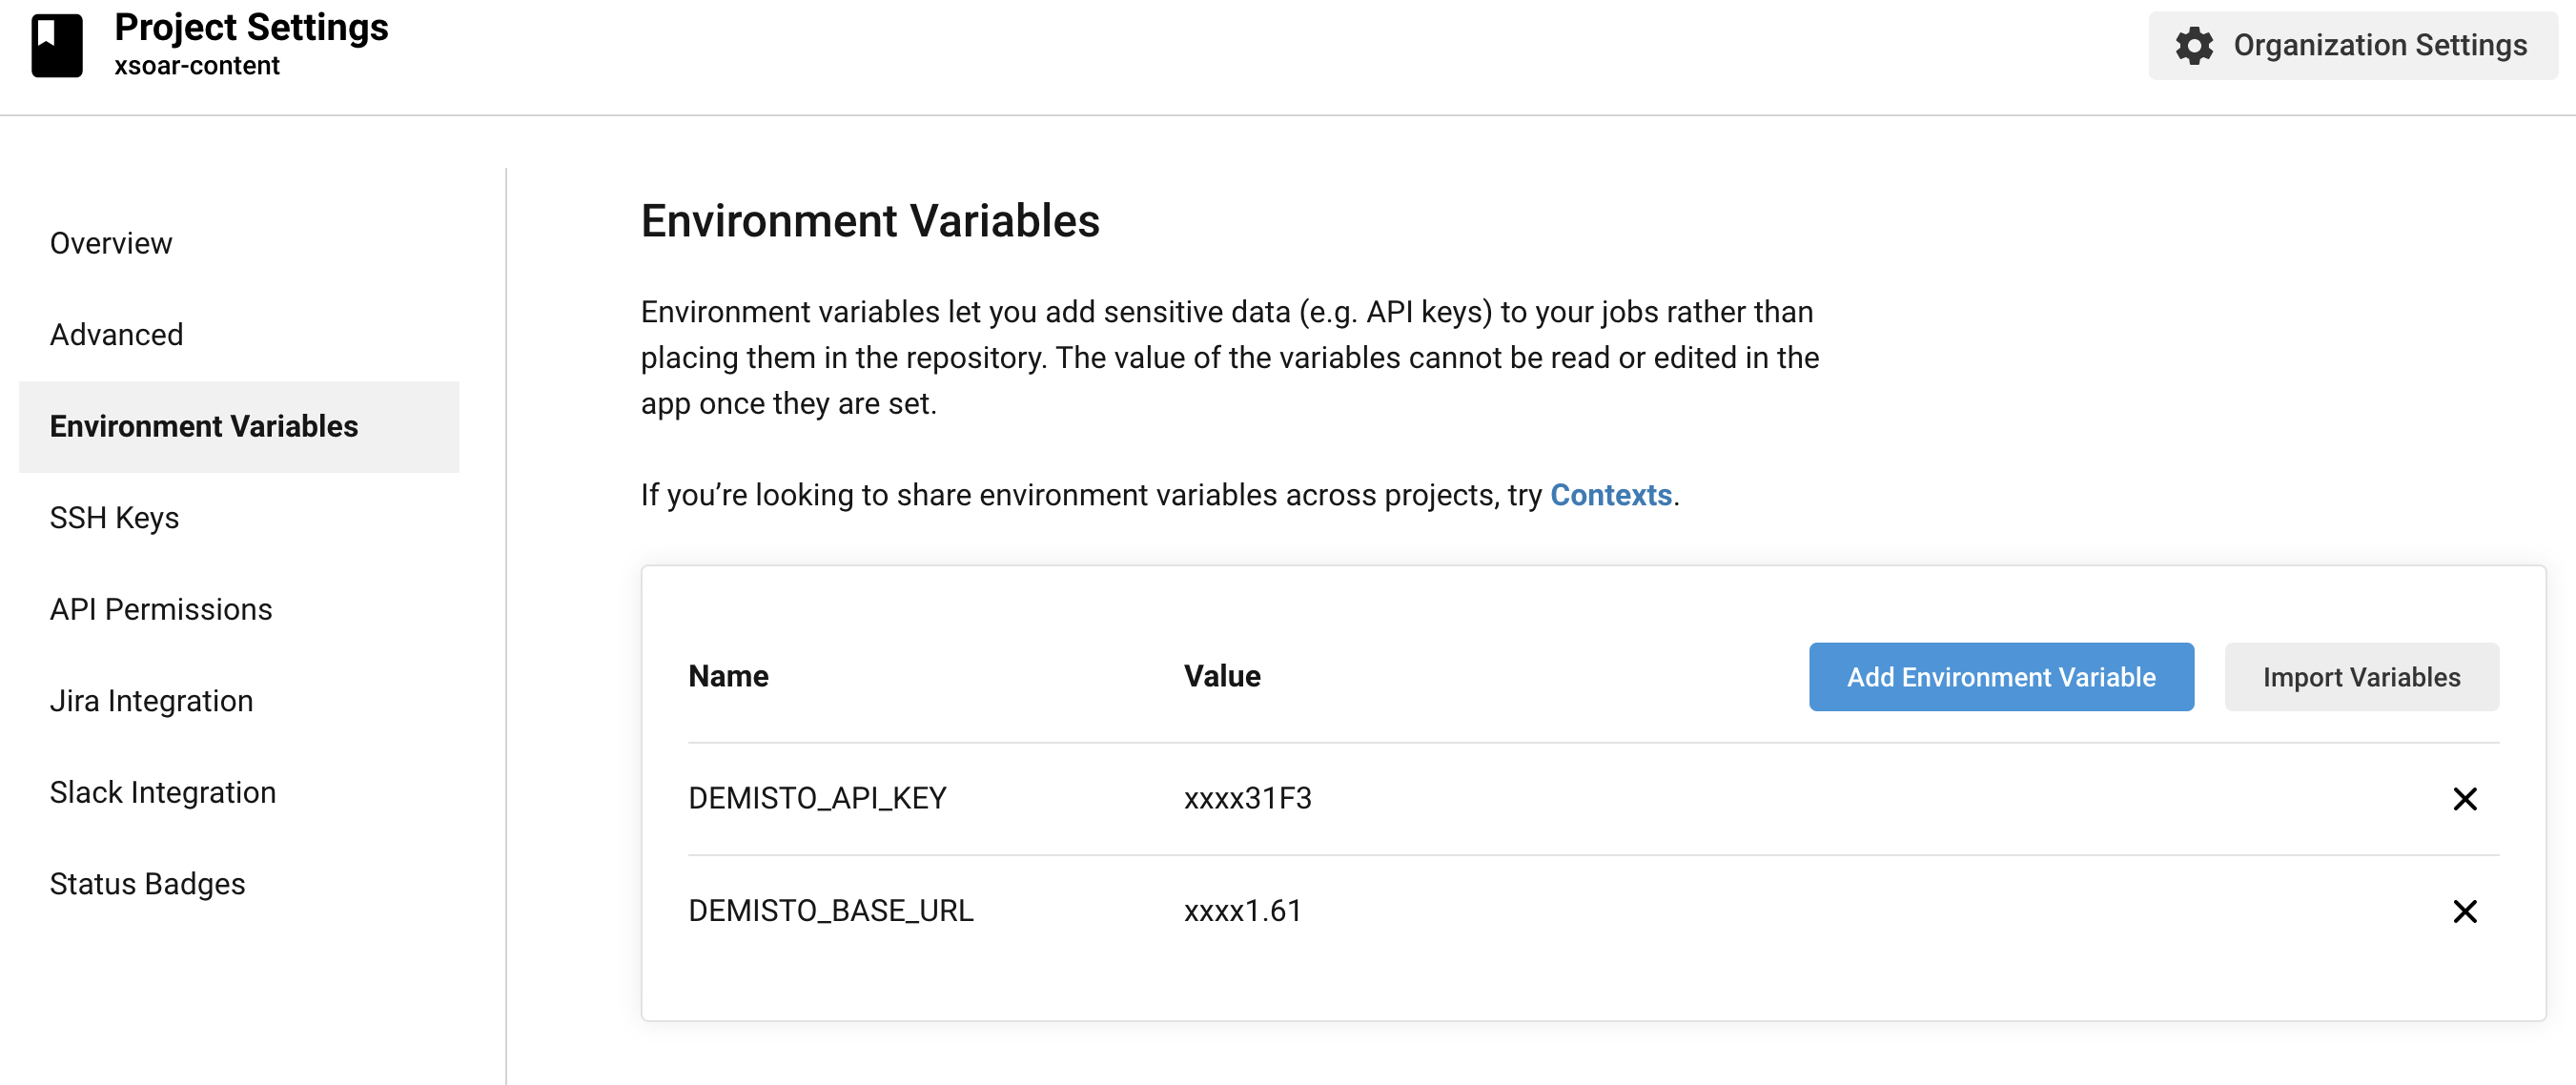 Project Settings
xsoar-content
Organization Settings
Overview
Advanced
Environment Variables
SSH Keys
API Permissions
Jira Integration
Slack Integration
Status Badges
Environment Variables
Environment variables let you add sensitive data (e.g. API keys) to your jobs rather than
placing them in the repository. The value of the variables cannot be read or edited in the
app once they are set.
If you’re looking to share environment variables across projects, try Contexts.
Name Value Add Environment Variable Import Variables
DEMISTO_API_KEY xxxx31F3
DEMISTO_BASE_URL xxxx1.61